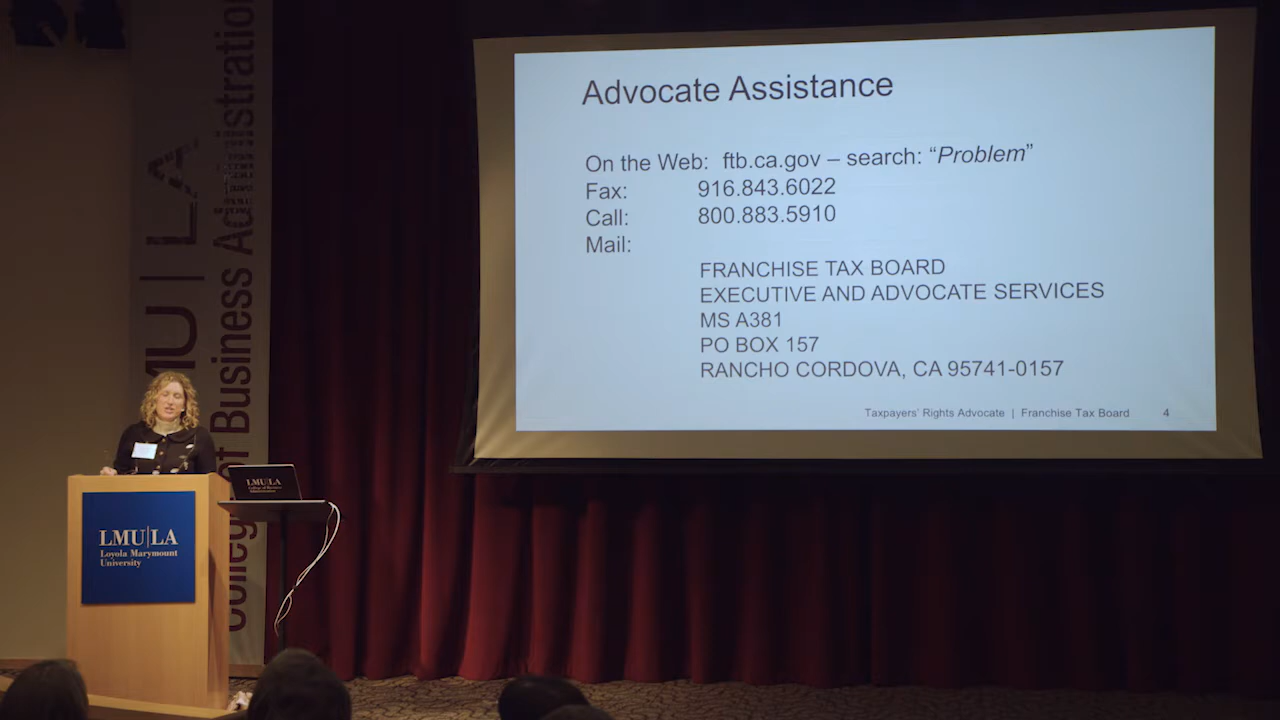 Advocate Assistance
On the Web: ftb.ca.gov – search: “Problem”
Fax: 916.843.6022
Call: 800.883.5910
Mail:
FRANCHISE TAX BOARD
EXECUTIVE AND ADVOCATE SERVICES
MS A381
PO BOX 157
RANCHO CORDOVA, CA 95741-0157
Taxpayers’ Rights Advocate | Franchise Tax Board 4
MU|LA
College of Business Administration
LMU|LA
LMU|LA
Loyola Marymount
University